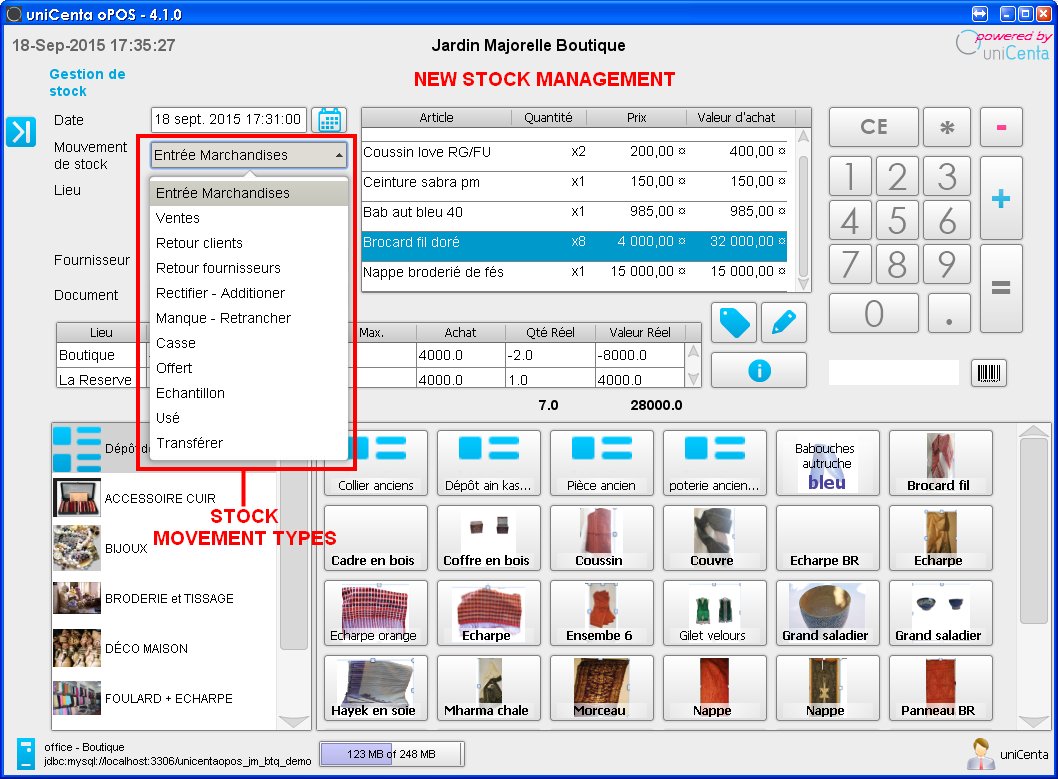 uniCenta oPOS - 4.1.0
18-Sep-2015 17:35:27
Jardin Majorelle Boutique
powered by
uniCenta
Gestion de
stock
NEW STOCK MANAGEMENT
Date
18 sept. 2015 17:31:00
Mouvement
de stock
Entrée Marchandises
Lieu
Entrée Marchandises
Ventes
Retour clients
Retour fournisseurs
Rectifier - Additioner
Manque - Retrancher
Casse
Offert
Echantillon
Usé
Transférer
Fournisseur
Document
Article Quantité Prix Valeur d'achat
Coussin love RG/FU x2 200,00 ¤ 400,00 ¤
Ceinture sabra pm x1 150,00 ¤ 150,00 ¤
Bab aut bleu 40 x1 985,00 ¤ 985,00 ¤
Brocard fil doré x8 4 000,00 ¤ 32 000,00 ¤
Nappe broderié de fés x1 15 000,00 ¤ 15 000,00 ¤
CE * -
1 2 3 +
4 5 6
7 8 9 =
0 .
Lieu Max. Achat Qté Réel Valeur Réel
Boutique 4000.0 -2.0 -8000.0
La Reserve 4000.0 1.0 4000.0
7.0 28000.0
STOCK
MOVEMENT TYPES
Dépôt de
ACCESSOIRE CUIR
BIJOUX
BRODERIE et TISSAGE
DÉCO MAISON
FOULARD + ECHARPE
Collier anciens Dépôt ain kas... Pièce ancien poterie ancien... Babouches
autruche
bleu Brocard fil
Cadre en bois Coffre en bois Coussin Couvre Echarpe BR Echarpe
Echarpe orange Echarpe Ensembe 6 Gilet velours Grand saladier Grand saladier
Hayek en soie Mharma chale Morceau Nappe Nappe Panneau BR
office - Boutique
jdbc:mysql://localhost:3306/unicentaopos_jm_btq_demo
123 MB of 248 MB
uniCenta